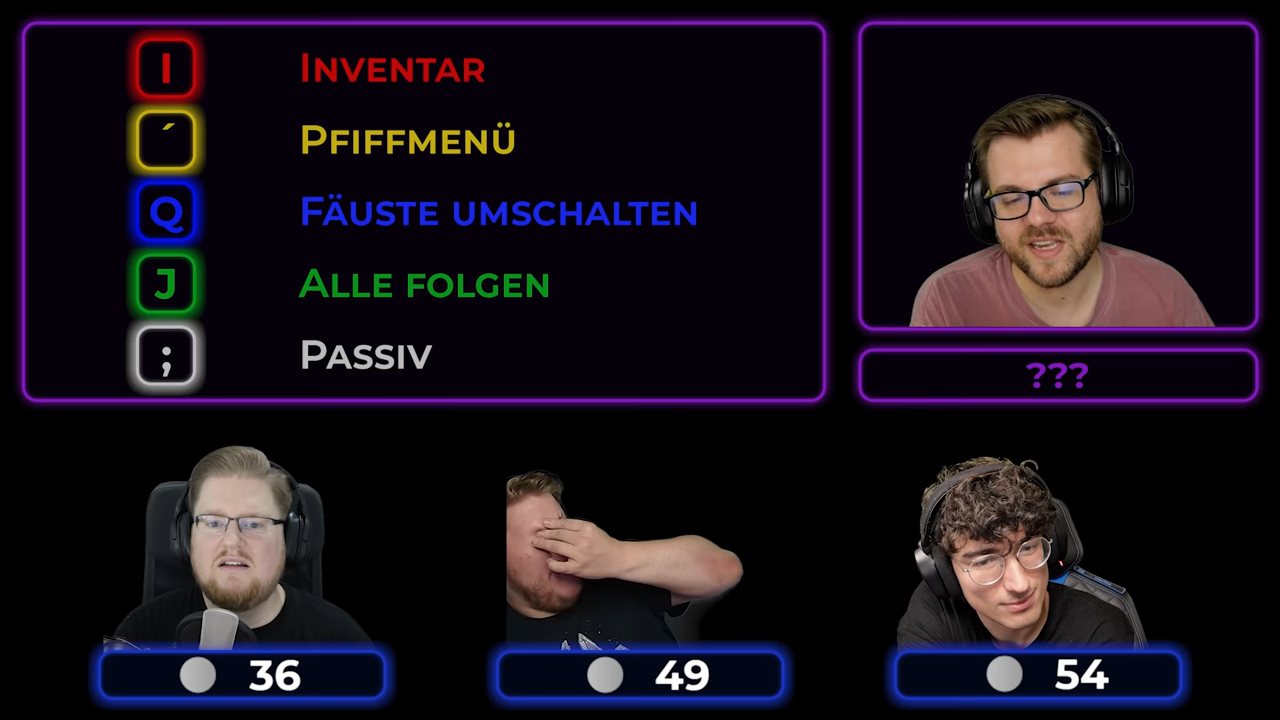 I Inventar
´ Pfiffmenü
Q Fäuste umschalten
J Alle folgen
; Passiv
???
36
49
54